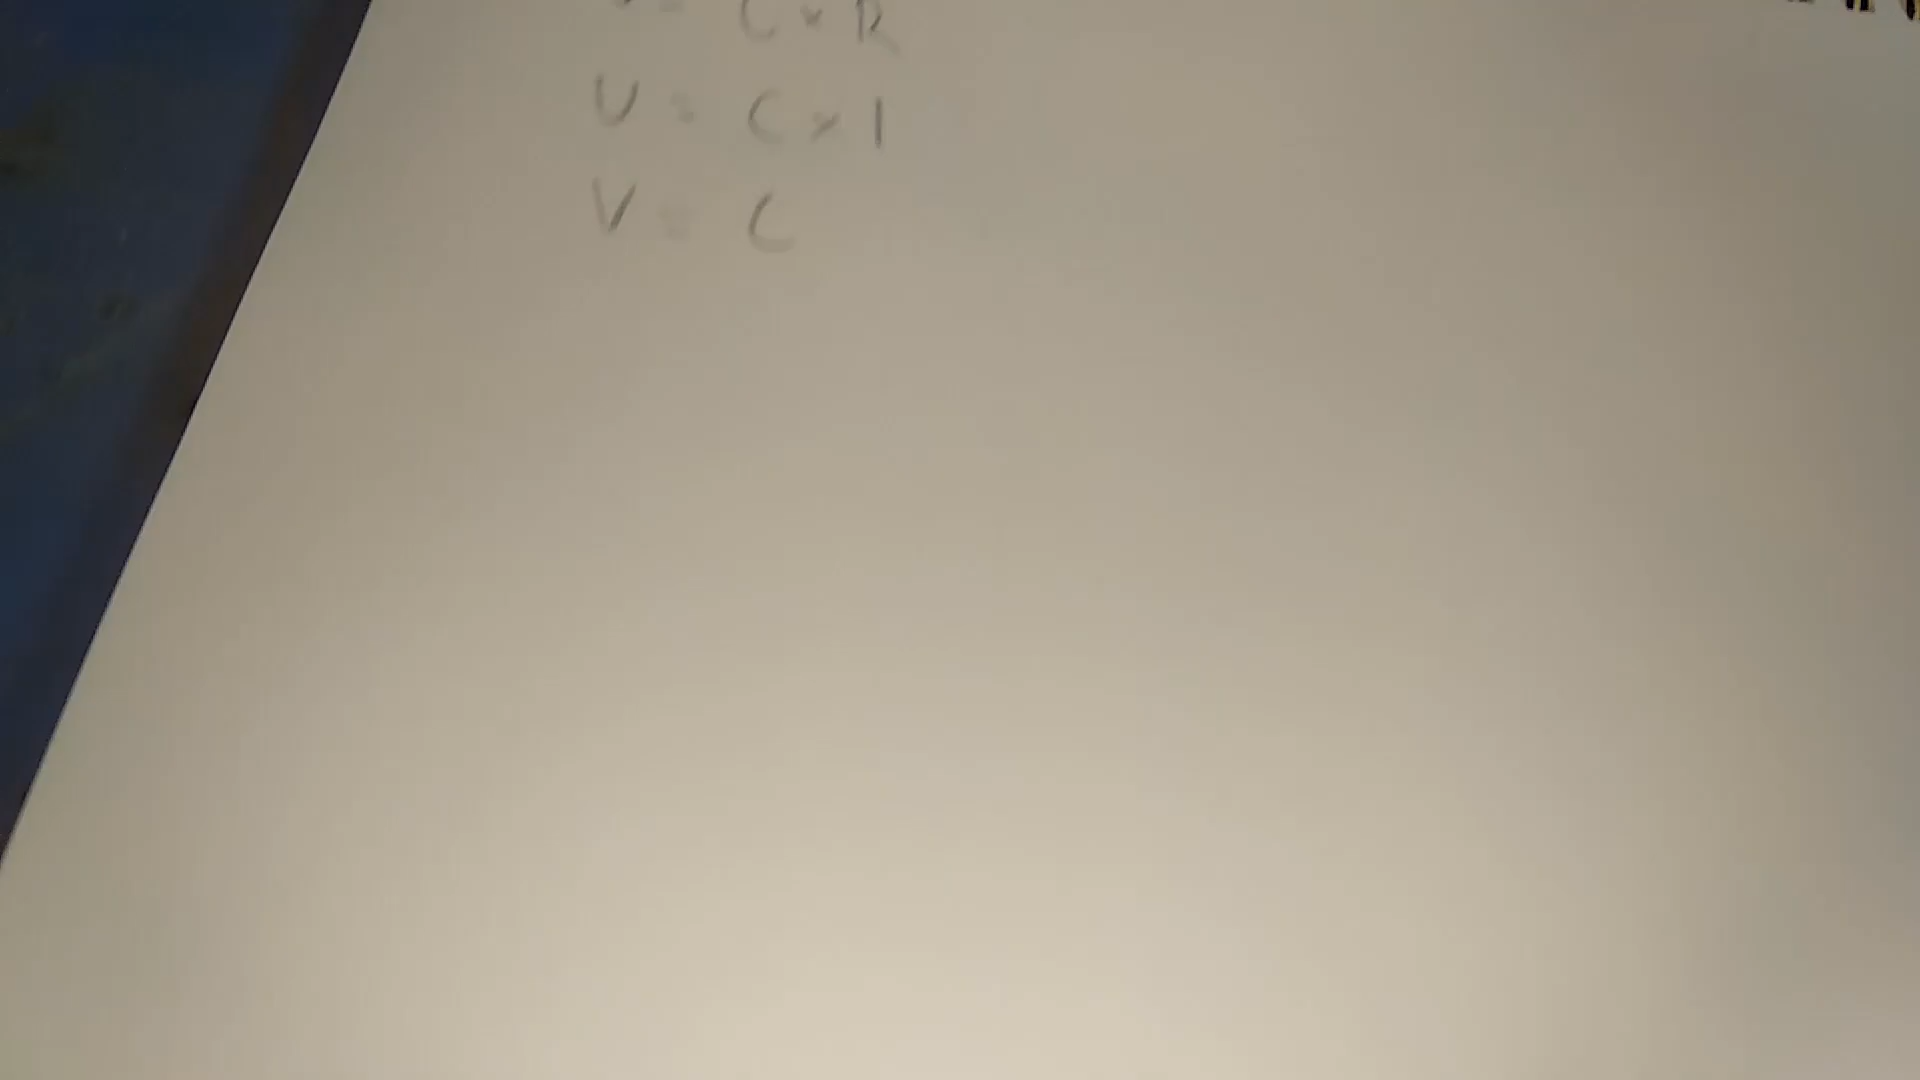 V = C × R
V = C × 1
V = C